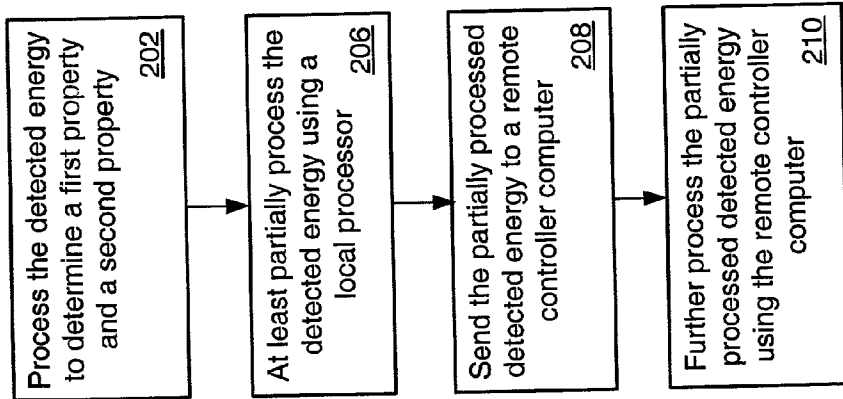 Process the detected energy
to determine a first property
and a second property
202
At least partially process the
detected energy using a
local processor
206
Send the partially processed
detected energy to a remote
controller computer
208
Further process the partially
processed detected energy
using the remote controller
computer
210